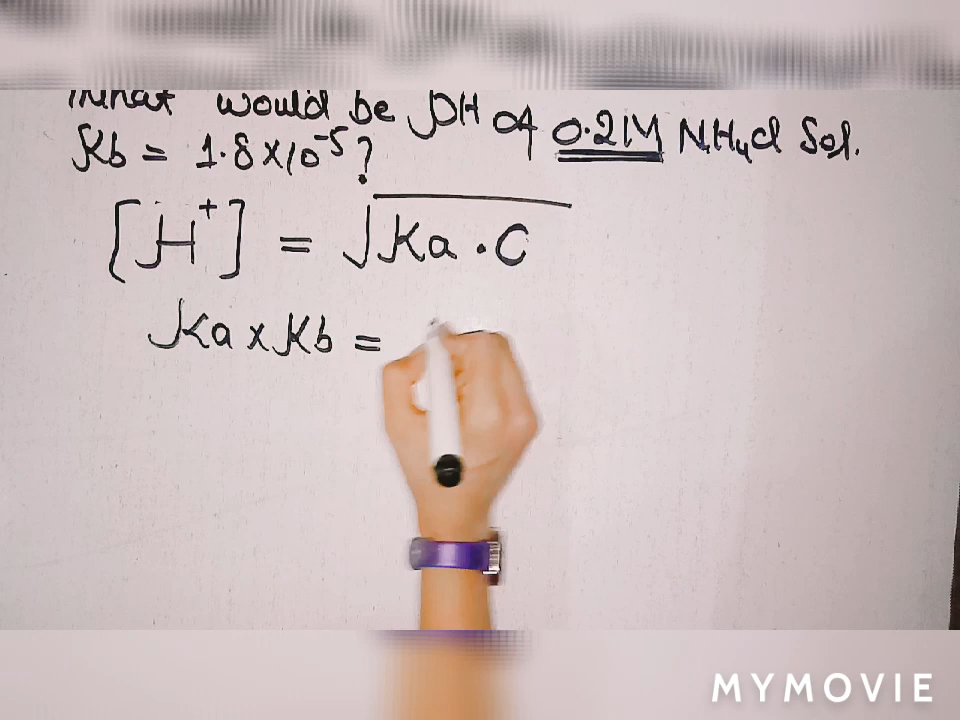 What would be pH of 0.2M NH₄Cl Sol.
Kb = 1.8×10⁻⁵?
[H⁺] = √Ka·C
Ka×Kb =
MYMOVIE